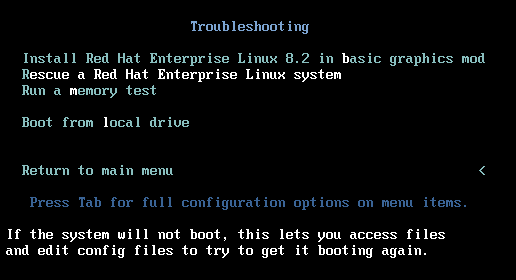 Troubleshooting
Install Red Hat Enterprise Linux 8.2 in basic graphics mod
Rescue a Red Hat Enterprise Linux system
Run a memory test
Boot from local drive
Return to main menu <
Press Tab for full configuration options on menu items.
If the system will not boot, this lets you access files
and edit config files to try to get it booting again.